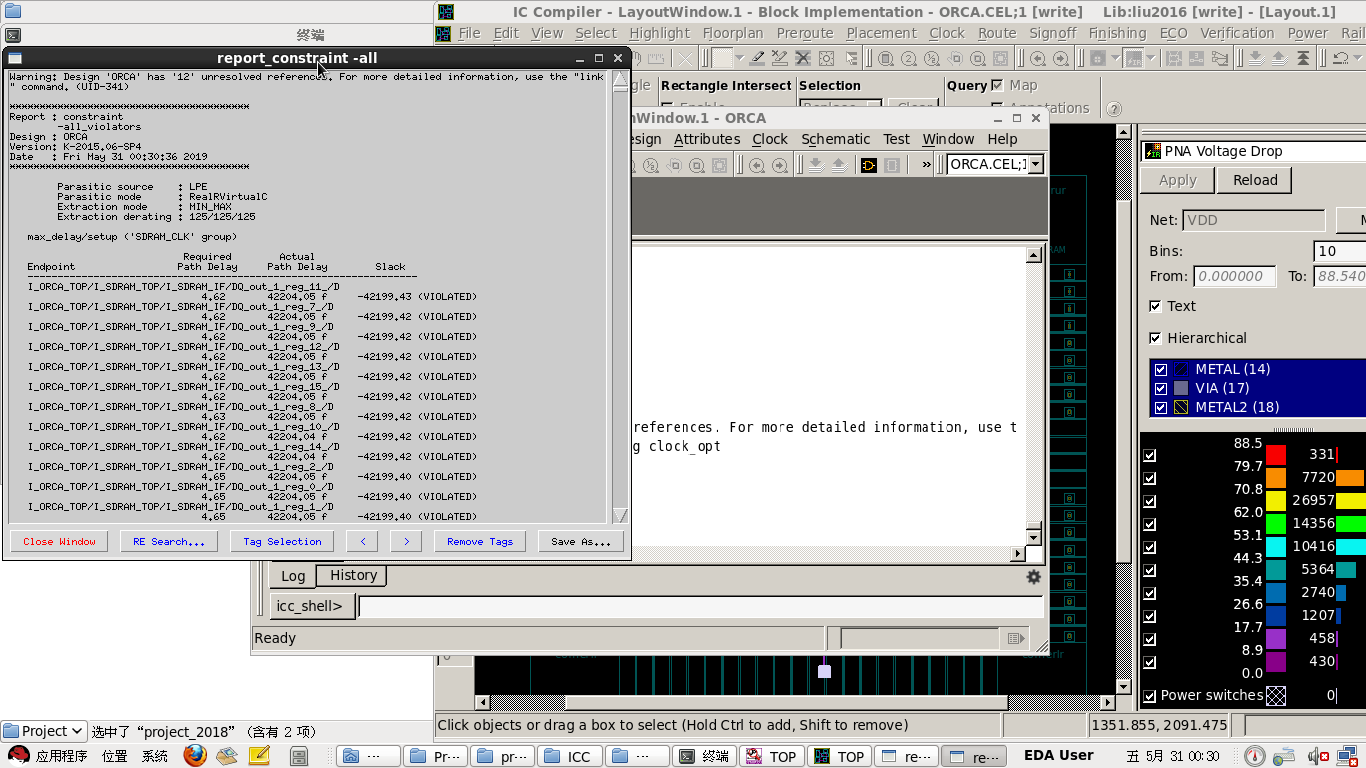 终端
IC Compiler - LayoutWindow.1 - Block Implementation - ORCA.CEL;1 [write]    Lib:liu2016 [write] - [Layout.1]
File Edit View Select Highlight Floorplan Preroute Placement Clock Route Signoff Finishing ECO Verification Power Rail
Rectangle Intersect Selection Query Map
Annotations
report_constraint -all
Warning: Design 'ORCA' has '12' unresolved references. For more detailed information, use the "link
" command. (UID-341)
****************************************
Report : constraint
-all_violators
Design : ORCA
Version: K-2015.06-SP4
Date   : Fri May 31 00:30:36 2019
****************************************
Parasitic source    : LPE
Parasitic mode      : RealRVirtualC
Extraction mode     : MIN_MAX
Extraction derating : 125/125/125
max_delay/setup ('SDRAM_CLK' group)
Required Actual
Endpoint Path Delay Path Delay Slack
I_ORCA_TOP/I_SDRAM_TOP/I_SDRAM_IF/DQ_out_1_reg_11_/D
4.62 42204.05 f -42199.43 (VIOLATED)
I_ORCA_TOP/I_SDRAM_TOP/I_SDRAM_IF/DQ_out_1_reg_7_/D
4.62 42204.05 f -42199.42 (VIOLATED)
I_ORCA_TOP/I_SDRAM_TOP/I_SDRAM_IF/DQ_out_1_reg_9_/D
4.62 42204.05 f -42199.42 (VIOLATED)
I_ORCA_TOP/I_SDRAM_TOP/I_SDRAM_IF/DQ_out_1_reg_12_/D
4.62 42204.05 f -42199.42 (VIOLATED)
I_ORCA_TOP/I_SDRAM_TOP/I_SDRAM_IF/DQ_out_1_reg_13_/D
4.62 42204.05 f -42199.42 (VIOLATED)
I_ORCA_TOP/I_SDRAM_TOP/I_SDRAM_IF/DQ_out_1_reg_15_/D
4.62 42204.05 f -42199.42 (VIOLATED)
I_ORCA_TOP/I_SDRAM_TOP/I_SDRAM_IF/DQ_out_1_reg_8_/D
4.63 42204.05 f -42199.42 (VIOLATED)
I_ORCA_TOP/I_SDRAM_TOP/I_SDRAM_IF/DQ_out_1_reg_10_/D
4.62 42204.04 f -42199.42 (VIOLATED)
I_ORCA_TOP/I_SDRAM_TOP/I_SDRAM_IF/DQ_out_1_reg_14_/D
4.62 42204.04 f -42199.42 (VIOLATED)
I_ORCA_TOP/I_SDRAM_TOP/I_SDRAM_IF/DQ_out_1_reg_2_/D
4.65 42204.05 f -42199.40 (VIOLATED)
I_ORCA_TOP/I_SDRAM_TOP/I_SDRAM_IF/DQ_out_1_reg_0_/D
4.65 42204.05 f -42199.40 (VIOLATED)
I_ORCA_TOP/I_SDRAM_TOP/I_SDRAM_IF/DQ_out_1_reg_1_/D
4.65 42204.05 f -42199.40 (VIOLATED)
Close Window RE Search... Tag Selection < > Remove Tags Save As...
nWindow.1 - ORCA
esign Attributes Clock Schematic Test Window Help
» ORCA.CEL;1
references. For more detailed information, use t
g clock_opt
Log History
icc_shell>
Ready
PNA Voltage Drop
Apply Reload
Net: VDD
Bins: 10
From: 0.000000 To: 88.540
Text
Hierarchical
METAL (14)
VIA (17)
METAL2 (18)
88.5
331
79.7
7720
70.8
26957
62.0
14356
53.1
10416
44.3
5364
35.4
2740
26.6
1207
17.7
458
8.9
430
0.0
Power switches 0
Click objects or drag a box to select (Hold Ctrl to add, Shift to remove) 1351.855, 2091.475
Project 选中了 “project_2018” (含有 2 项)
应用程序 位置 系统 ... Pr... pr... ICC ... 终端 TOP TOP re... re... EDA User 五 5月 31 00:30